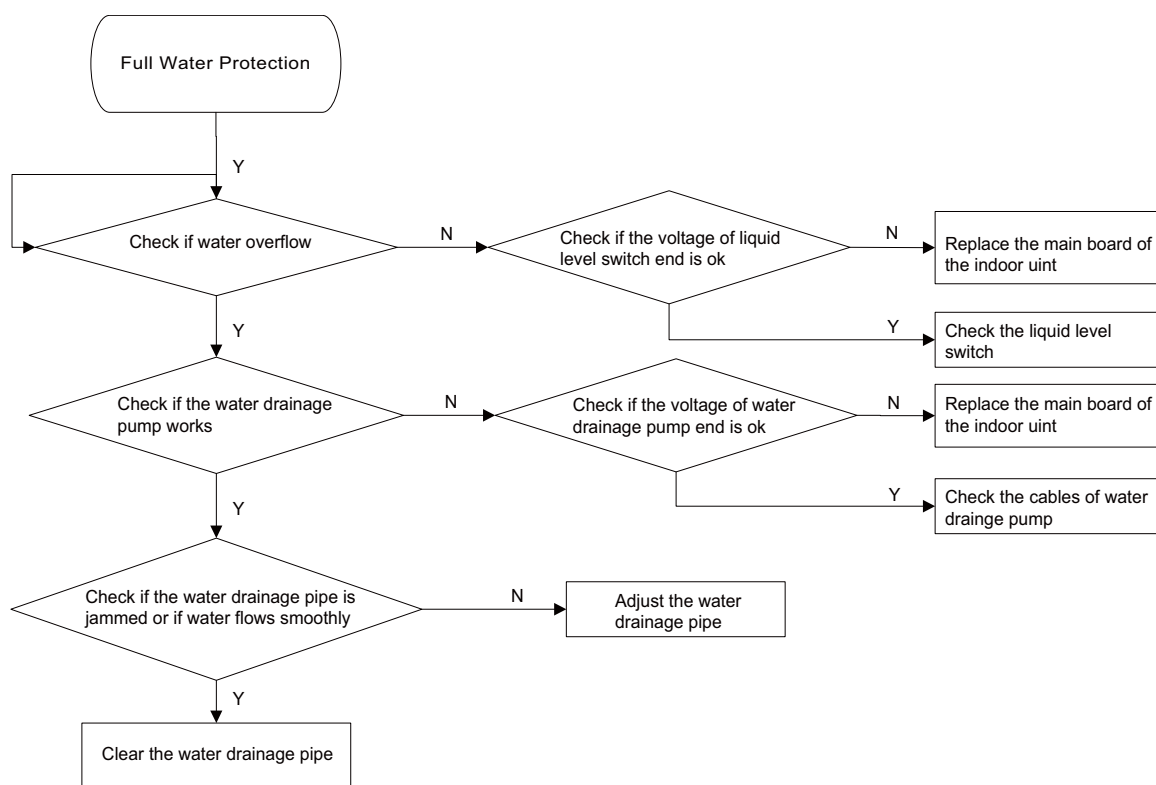 Full Water Protection
Y
Check if water overflow
N
Check if the voltage of liquid
level switch end is ok
N
Replace the main board of
the indoor uint
Y
Y
Check the liquid level
switch
Check if the water drainage
pump works
N
Check if the voltage of water
drainage pump end is ok
N
Replace the main board of
the indoor uint
Y
Y
Check the cables of water
drainge pump
Check if the water drainage pipe is
jammed or if water flows smoothly
N
Adjust the water
drainage pipe
Y
Clear the water drainage pipe